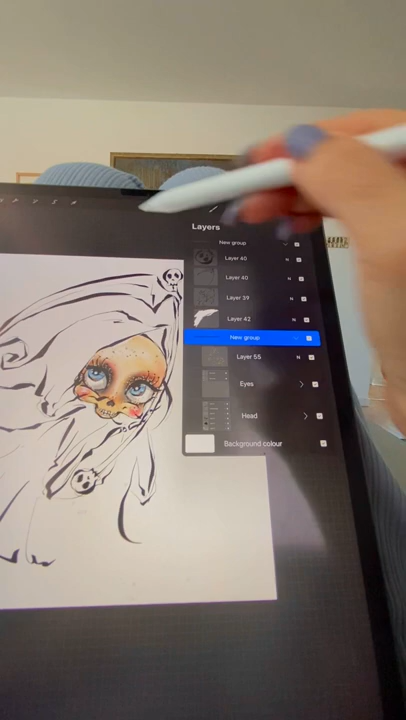 Layers
New group
Layer 40 N
Layer 40 N
Layer 39 N
Layer 42 N
New group
Layer 55 N
Eyes
Head
Background colour